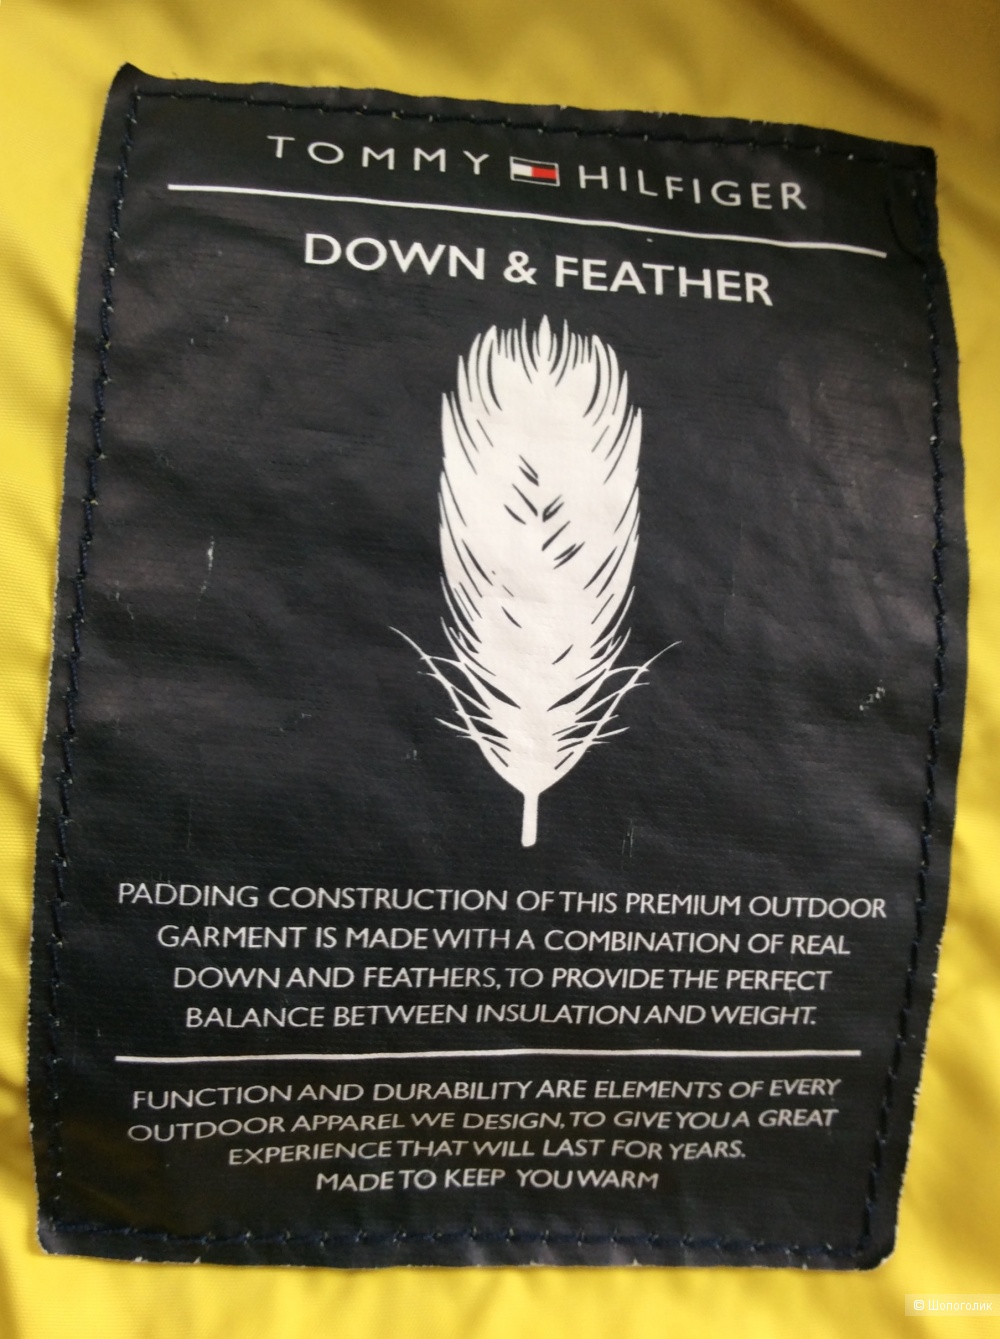 TOMMY HILFIGER
DOWN & FEATHER
PADDING CONSTRUCTION OF THIS PREMIUM OUTDOOR
GARMENT IS MADE WITH A COMBINATION OF REAL
DOWN AND FEATHERS, TO PROVIDE THE PERFECT
BALANCE BETWEEN INSULATION AND WEIGHT.
FUNCTION AND DURABILITY ARE ELEMENTS OF EVERY
OUTDOOR APPAREL WE DESIGN, TO GIVE YOU A GREAT
EXPERIENCE THAT WILL LAST FOR YEARS.
MADE TO KEEP YOU WARM
© Шопоголик